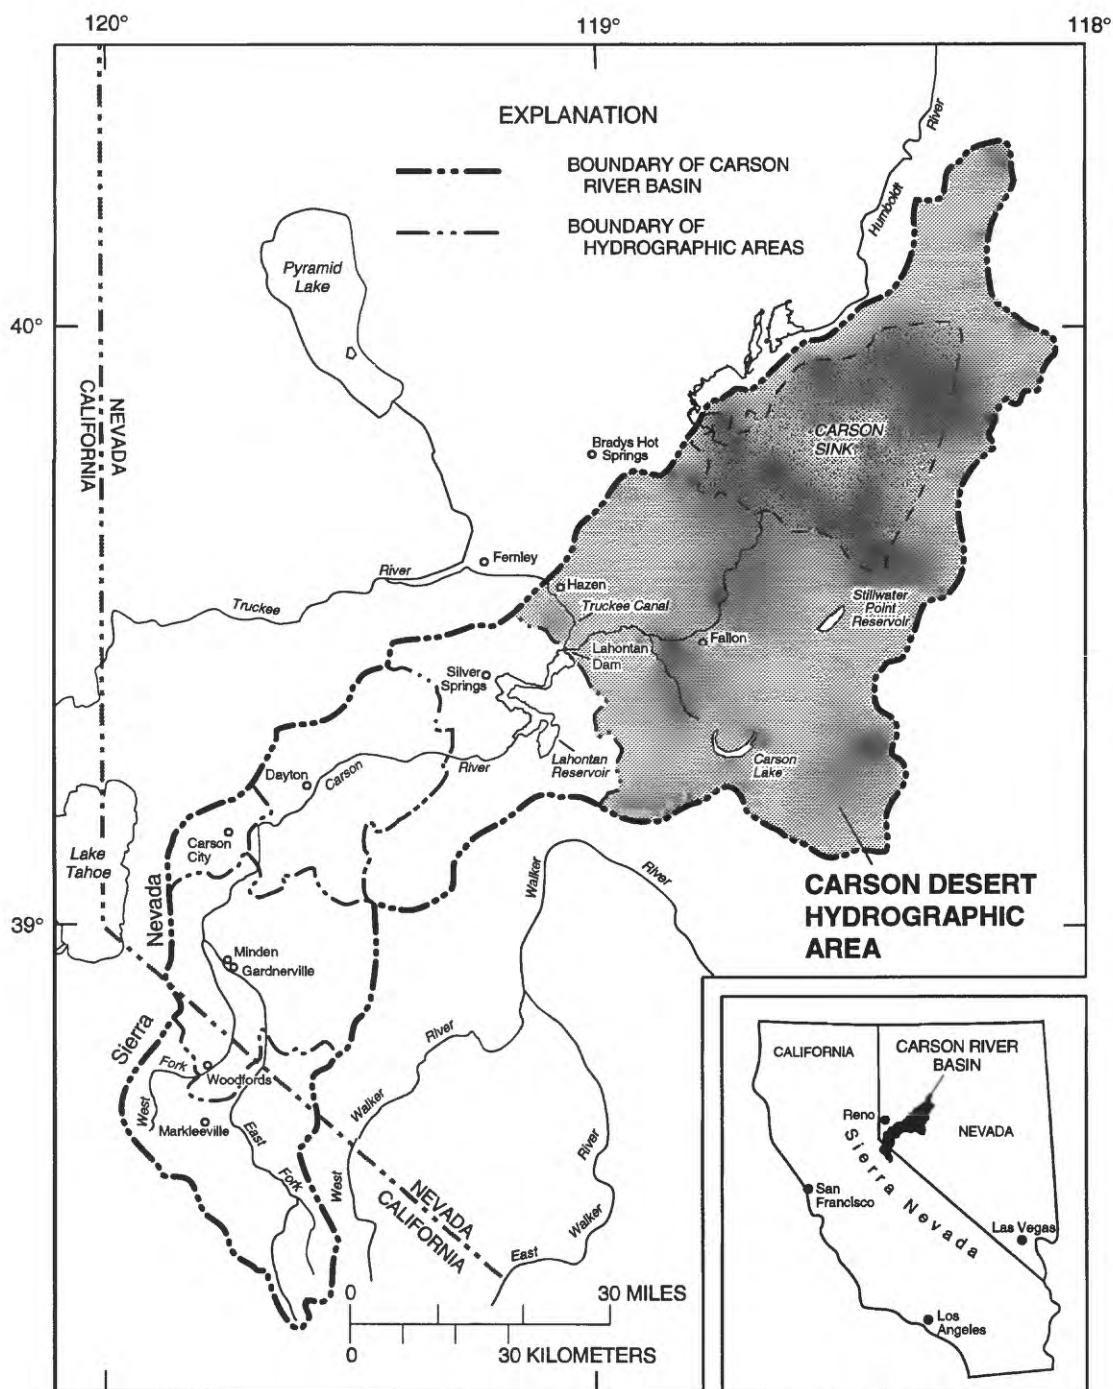 120°
119°
118°
EXPLANATION
BOUNDARY OF CARSON
RIVER BASIN
BOUNDARY OF
HYDROGRAPHIC AREAS
River
Humboldt
Pyramid
Lake
40°
40°
NEVADA
CALIFORNIA
CARSON
SINK
Bradys Hot
Springs
Fernley
River
Truckee
Hazen
Truckee Canal
Stillwater
Point
Reservoir
Fallon
Lahontan
Dam
Silver
Springs
Carson
River
Lahontan
Reservoir
Carson
Lake
Dayton
Carson
City
Lake
Tahoe
Nevada
Sierra
Walker
River
CARSON DESERT
HYDROGRAPHIC
AREA
39°
Minden
Gardnerville
River
Walker
West
Fork
West
Woodfords
Markleeville
East
Fork
River
Walker
East
NEVADA
CALIFORNIA
0
30 MILES
0
30 KILOMETERS
CALIFORNIA
CARSON RIVER
BASIN
Reno
NEVADA
Sierra Nevada
San
Francisco
Las Vegas
Los
Angeles